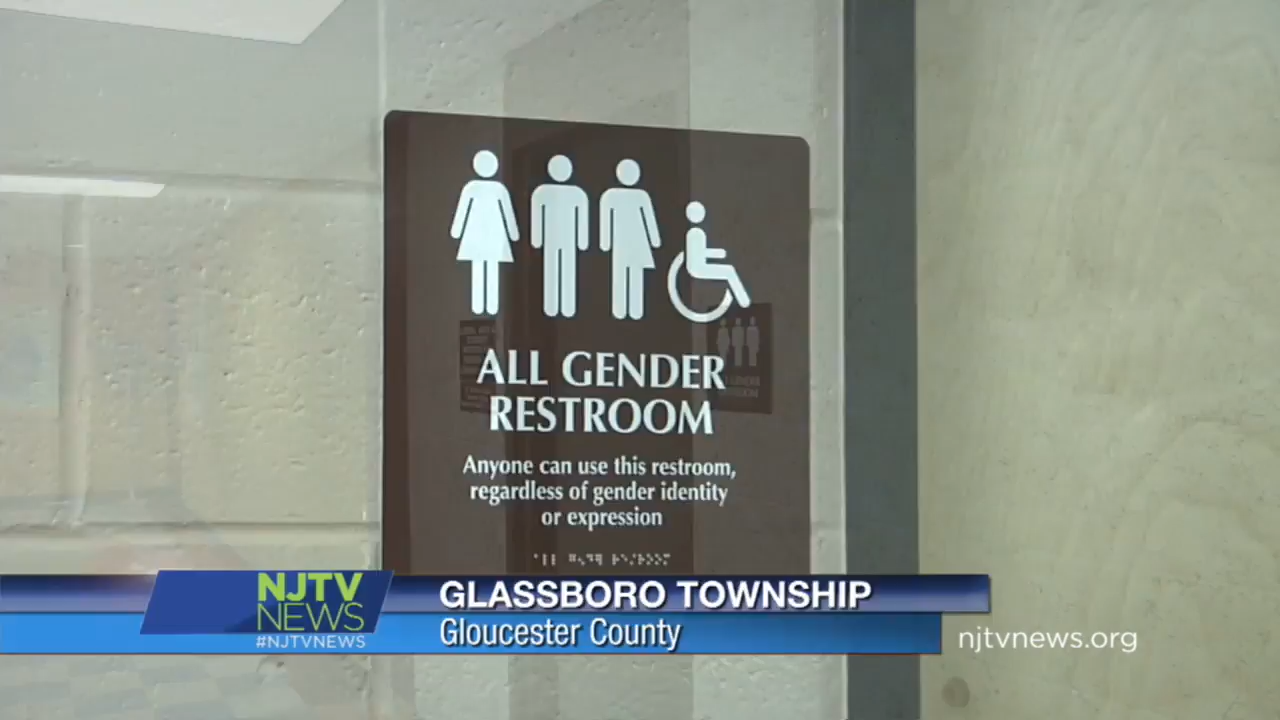 ALL GENDER
RESTROOM
Anyone can use this restroom,
regardless of gender identity
or expression
NJTV
NEWS
#NJTVNEWS
GLASSBORO TOWNSHIP
Gloucester County
njtvnews.org